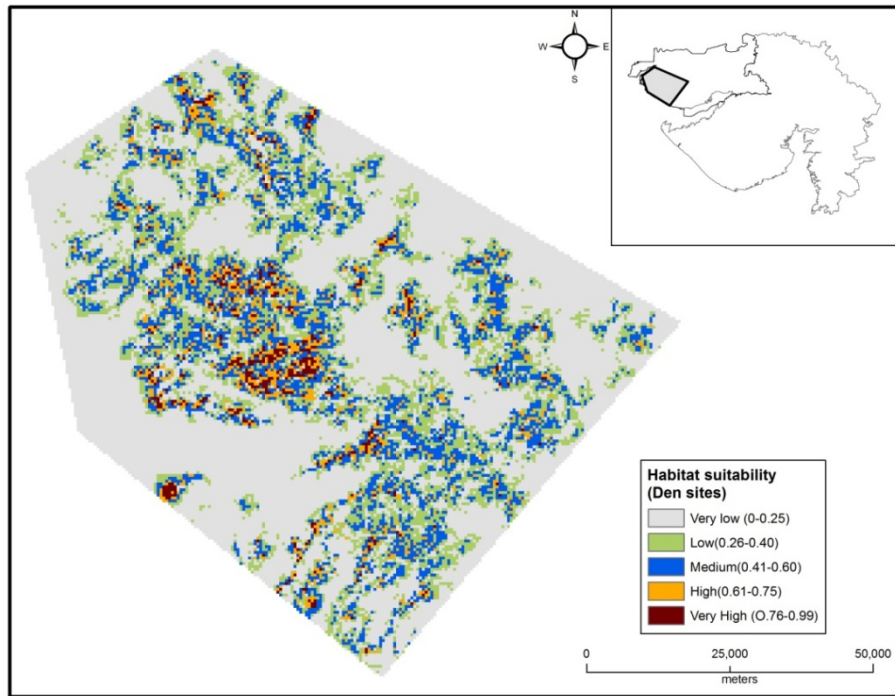 N
W E
S
Habitat suitability
(Den sites)
Very low (0-0.25)
Low(0.26-0.40)
Medium(0.41-0.60)
High(0.61-0.75)
Very High (O.76-0.99)
0 25,000 50,000
meters